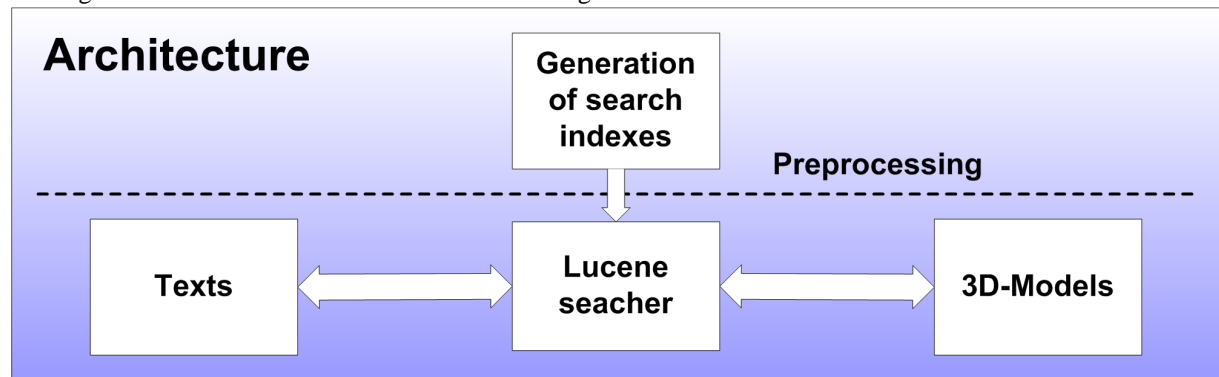 Architecture
Generation
of search
indexes
Preprocessing
Texts
Lucene
seacher
3D-Models